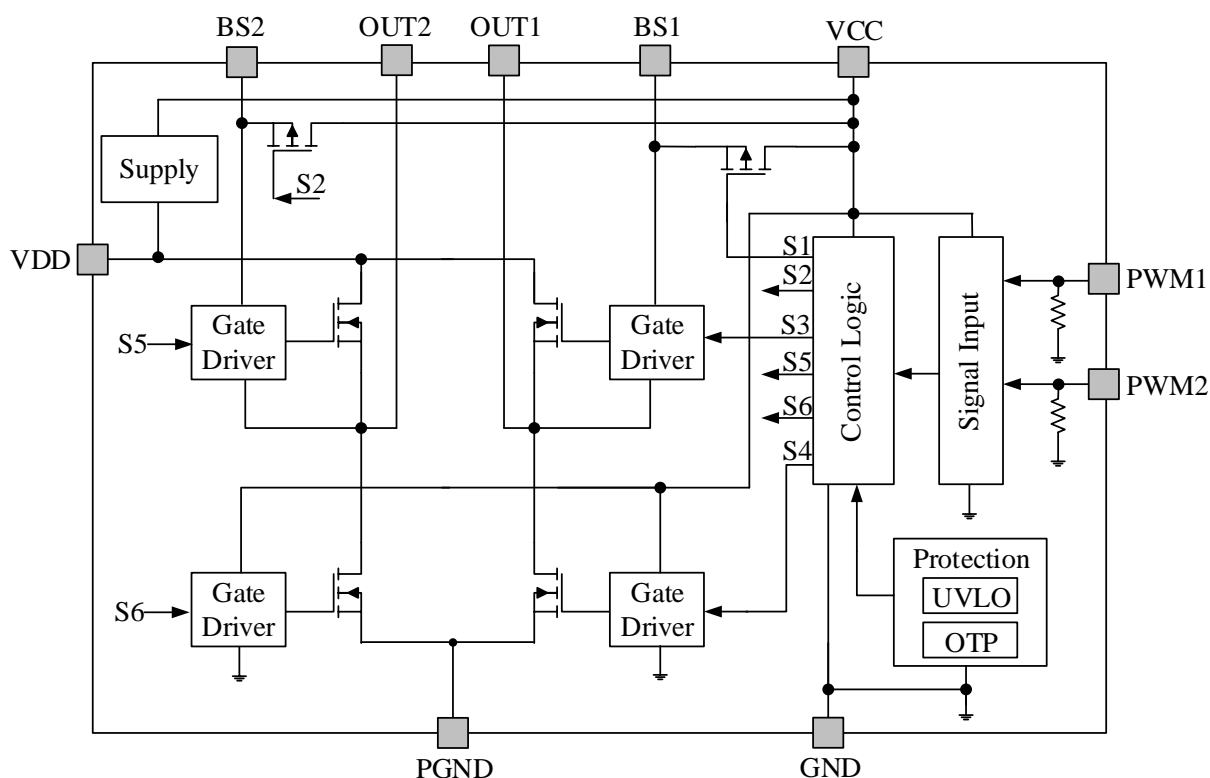 BS2 OUT2 OUT1 BS1 VCC
Supply
S2
VDD
S1
S2
S3
S5
S6
S4
Control Logic
Signal Input
PWM1
PWM2
S5
Gate
Driver
Gate
Driver
S6
Gate
Driver
Gate
Driver
Protection
UVLO
OTP
PGND
GND